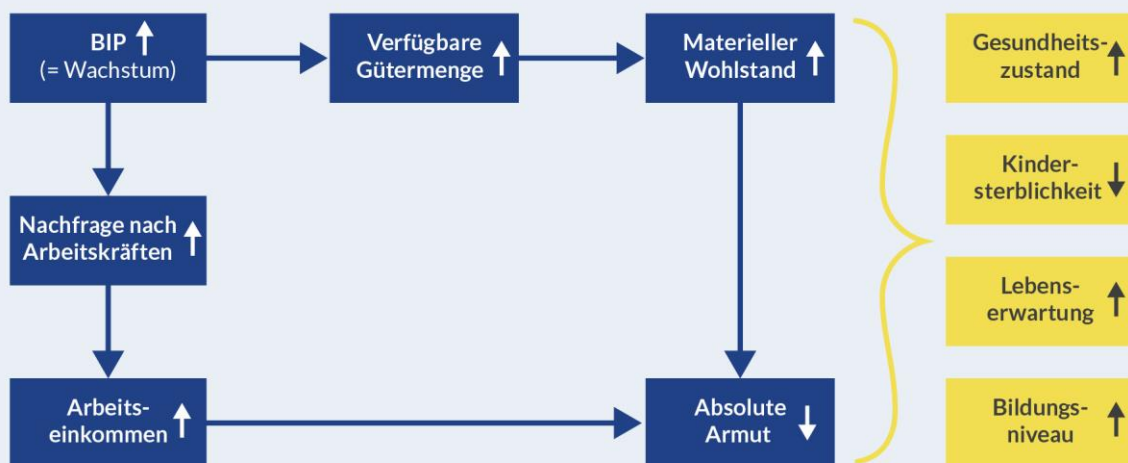 BIP
(= Wachstum)
Verfügbare
Gütermenge
Materieller
Wohlstand
Gesundheits-
zustand
Kinder-
sterblichkeit
Nachfrage nach
Arbeitskräften
Lebens-
erwartung
Arbeits-
einkommen
Absolute
Armut
Bildungs-
niveau